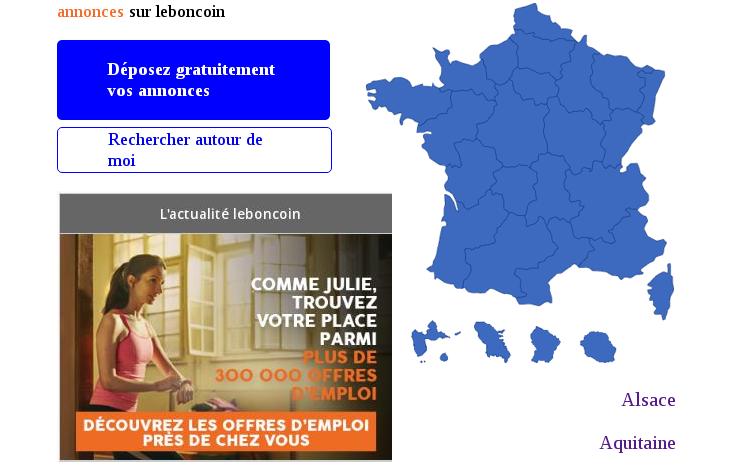 annonces sur leboncoin
Déposez gratuitement
vos annonces
Rechercher autour de
moi
L'actualité leboncoin
COMME JULIE,
TROUVEZ
VOTRE PLACE
PARMI
PLUS DE
300 000 OFFRES
D'EMPLOI
DÉCOUVREZ LES OFFRES D'EMPLOI
PRÈS DE CHEZ VOUS
Alsace
Aquitaine